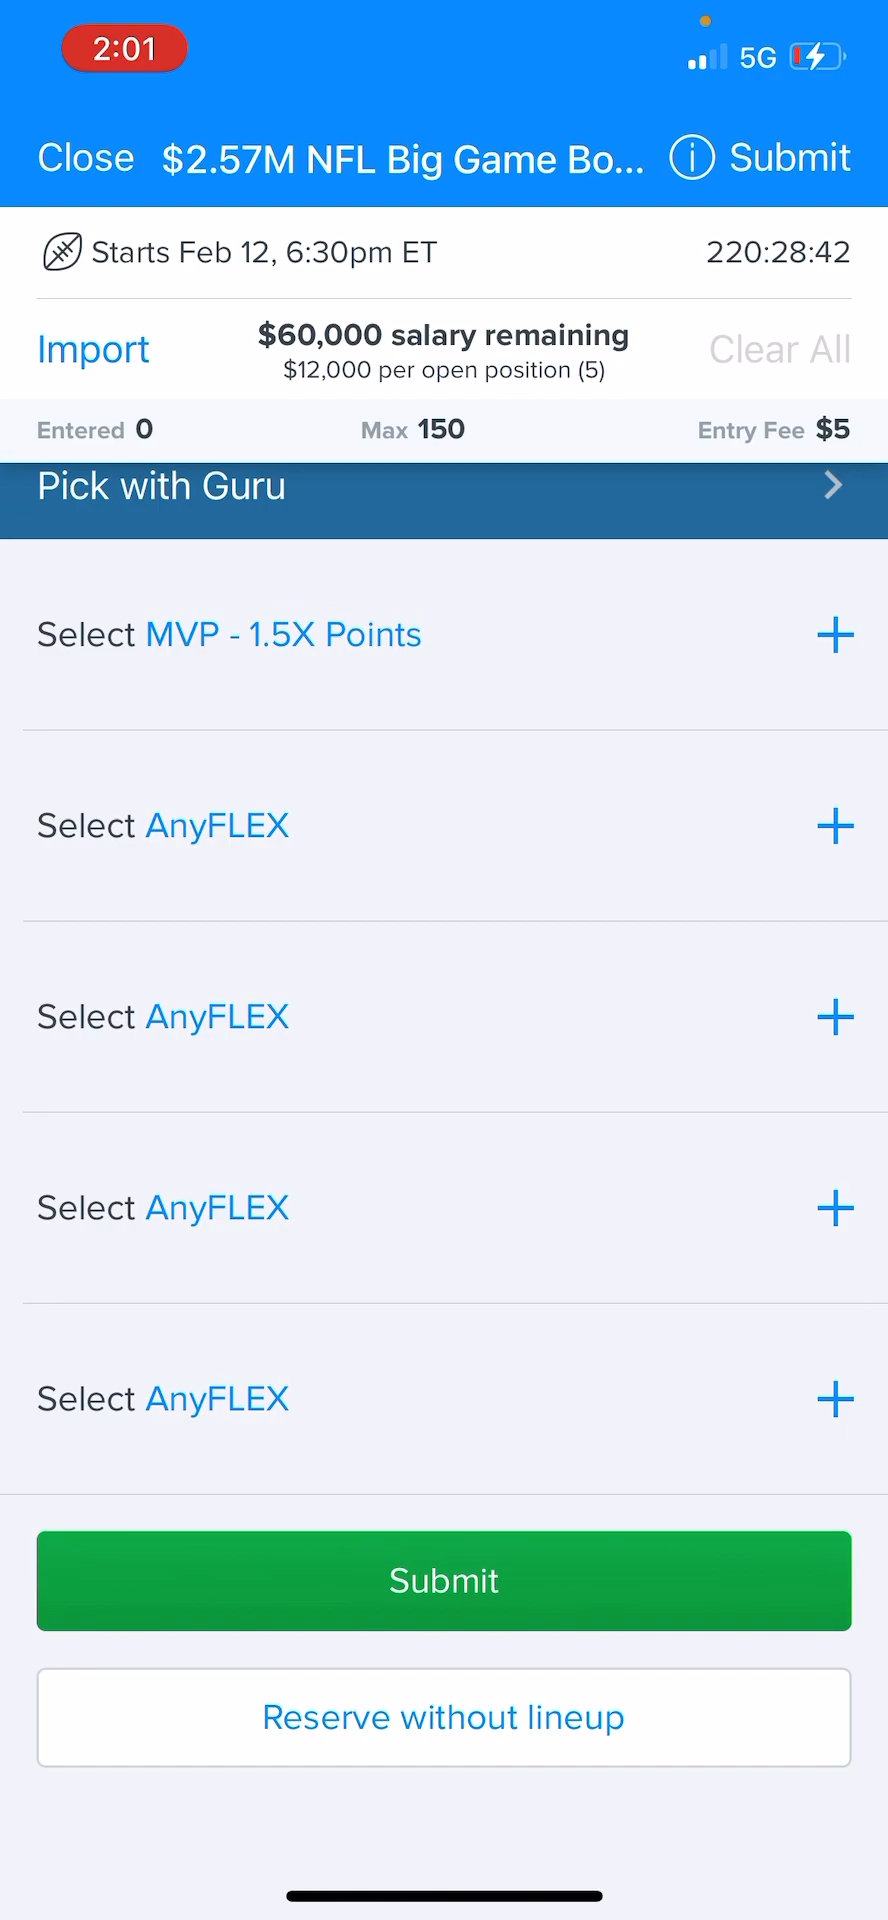 2:01
5G
Close $2.57M NFL Big Game Bo... Submit
Starts Feb 12, 6:30pm ET 220:28:42
Import $60,000 salary remaining Clear All
$12,000 per open position (5)
Entered 0 Max 150 Entry Fee $5
Pick with Guru
Select MVP - 1.5X Points
Select AnyFLEX
Select AnyFLEX
Select AnyFLEX
Select AnyFLEX
Submit
Reserve without lineup